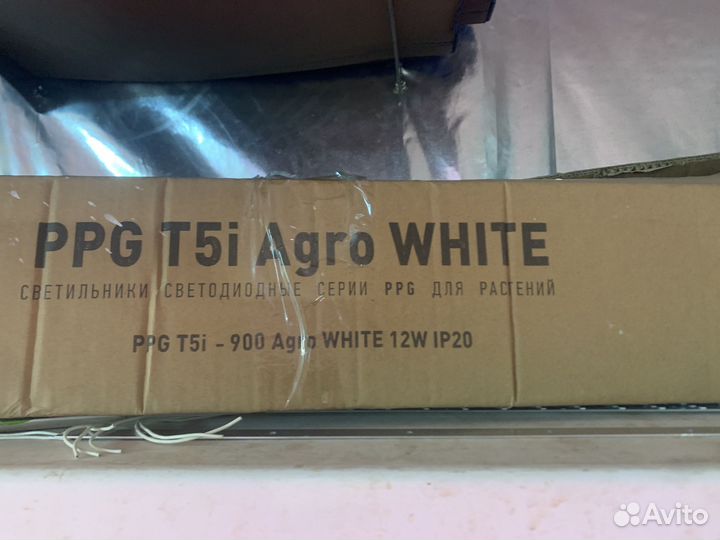 PPG T5i Agro WHITE
СВЕТИЛЬНИКИ СВЕТОДИОДНЫЕ СЕРИИ PPG ДЛЯ РАСТЕНИЙ
PPG T5i - 900 Agro WHITE 12W IP20
Avito